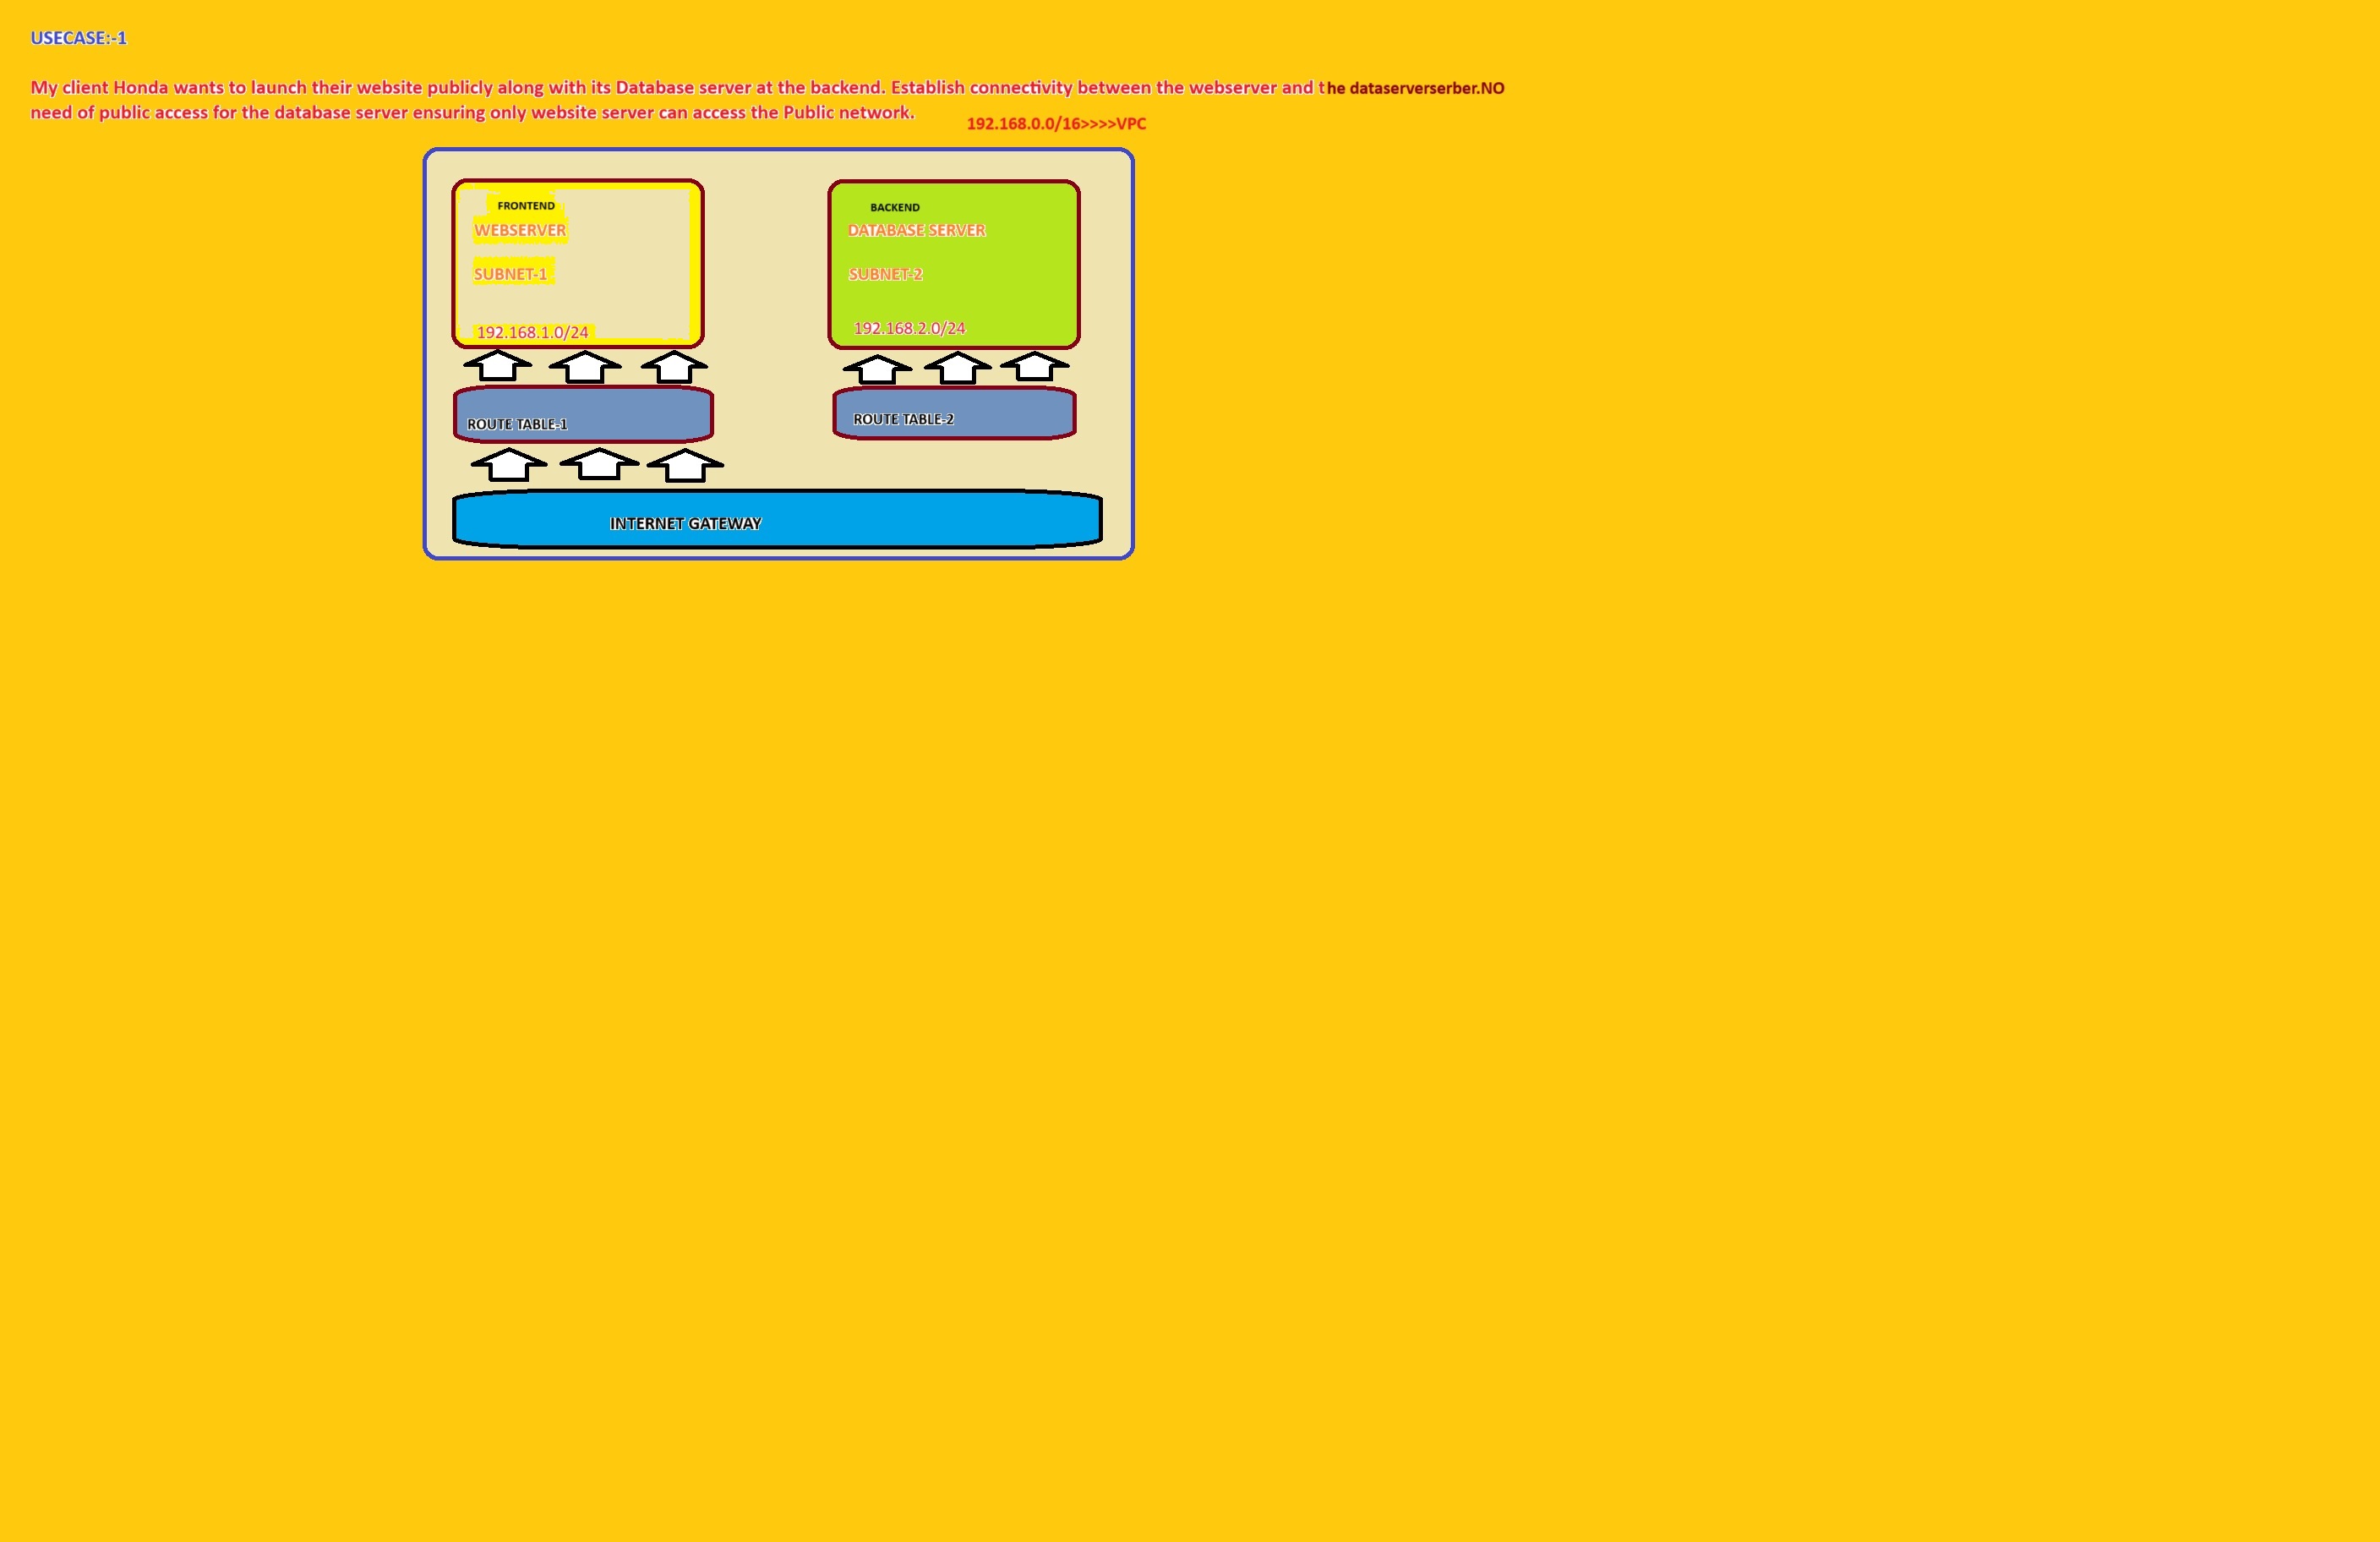 USECASE:-1
My client Honda wants to launch their website publicly along with its Database server at the backend. Establish connectivity between the webserver and the dataserverserber.NO
need of public access for the database server ensuring only website server can access the Public network.
192.168.0.0/16>>>>VPC
FRONTEND
WEBSERVER
SUBNET-1
192.168.1.0/24
BACKEND
DATABASE SERVER
SUBNET-2
192.168.2.0/24
ROUTE TABLE-1
ROUTE TABLE-2
INTERNET GATEWAY